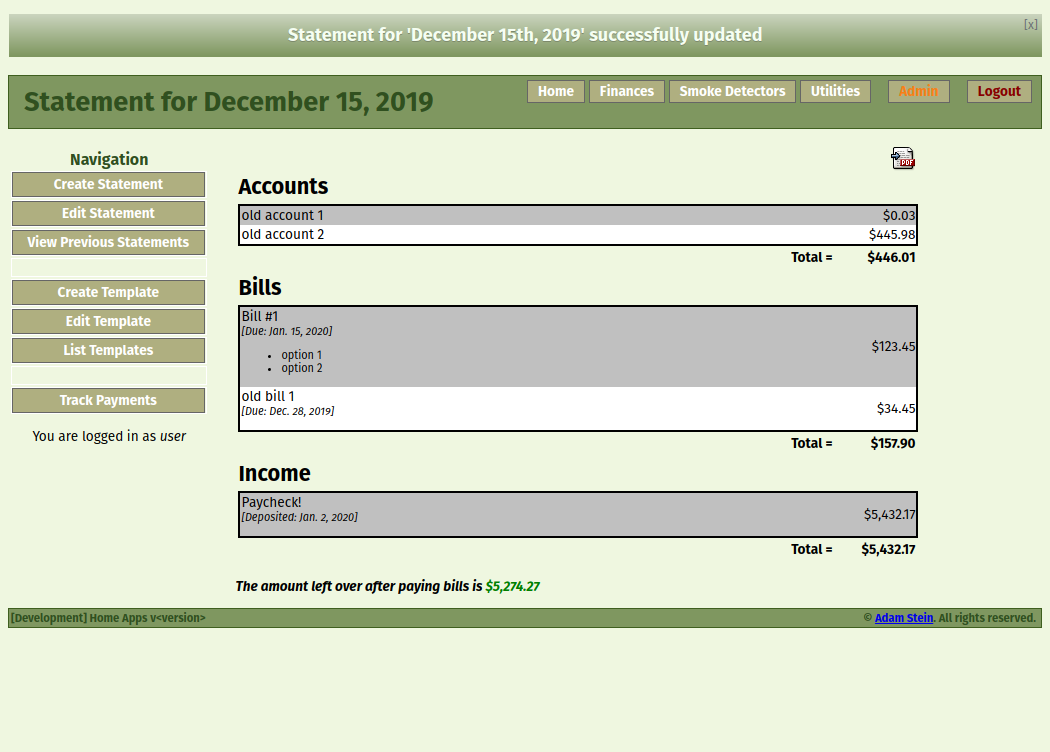 Statement for 'December 15th, 2019' successfully updated
[x]
Statement for December 15, 2019
Home Finances Smoke Detectors Utilities Admin Logout
Navigation
Create Statement
Edit Statement
View Previous Statements
Create Template
Edit Template
List Templates
Track Payments
You are logged in as user
PDF
Accounts
old account 1 $0.03
old account 2 $445.98
Total = $446.01
Bills
Bill #1
[Due: Jan. 15, 2020]
$123.45
• option 1
• option 2
old bill 1
[Due: Dec. 28, 2019]
$34.45
Total = $157.90
Income
Paycheck!
[Deposited: Jan. 2, 2020]
$5,432.17
Total = $5,432.17
The amount left over after paying bills is $5,274.27
[Development] Home Apps v<version>
© Adam Stein. All rights reserved.